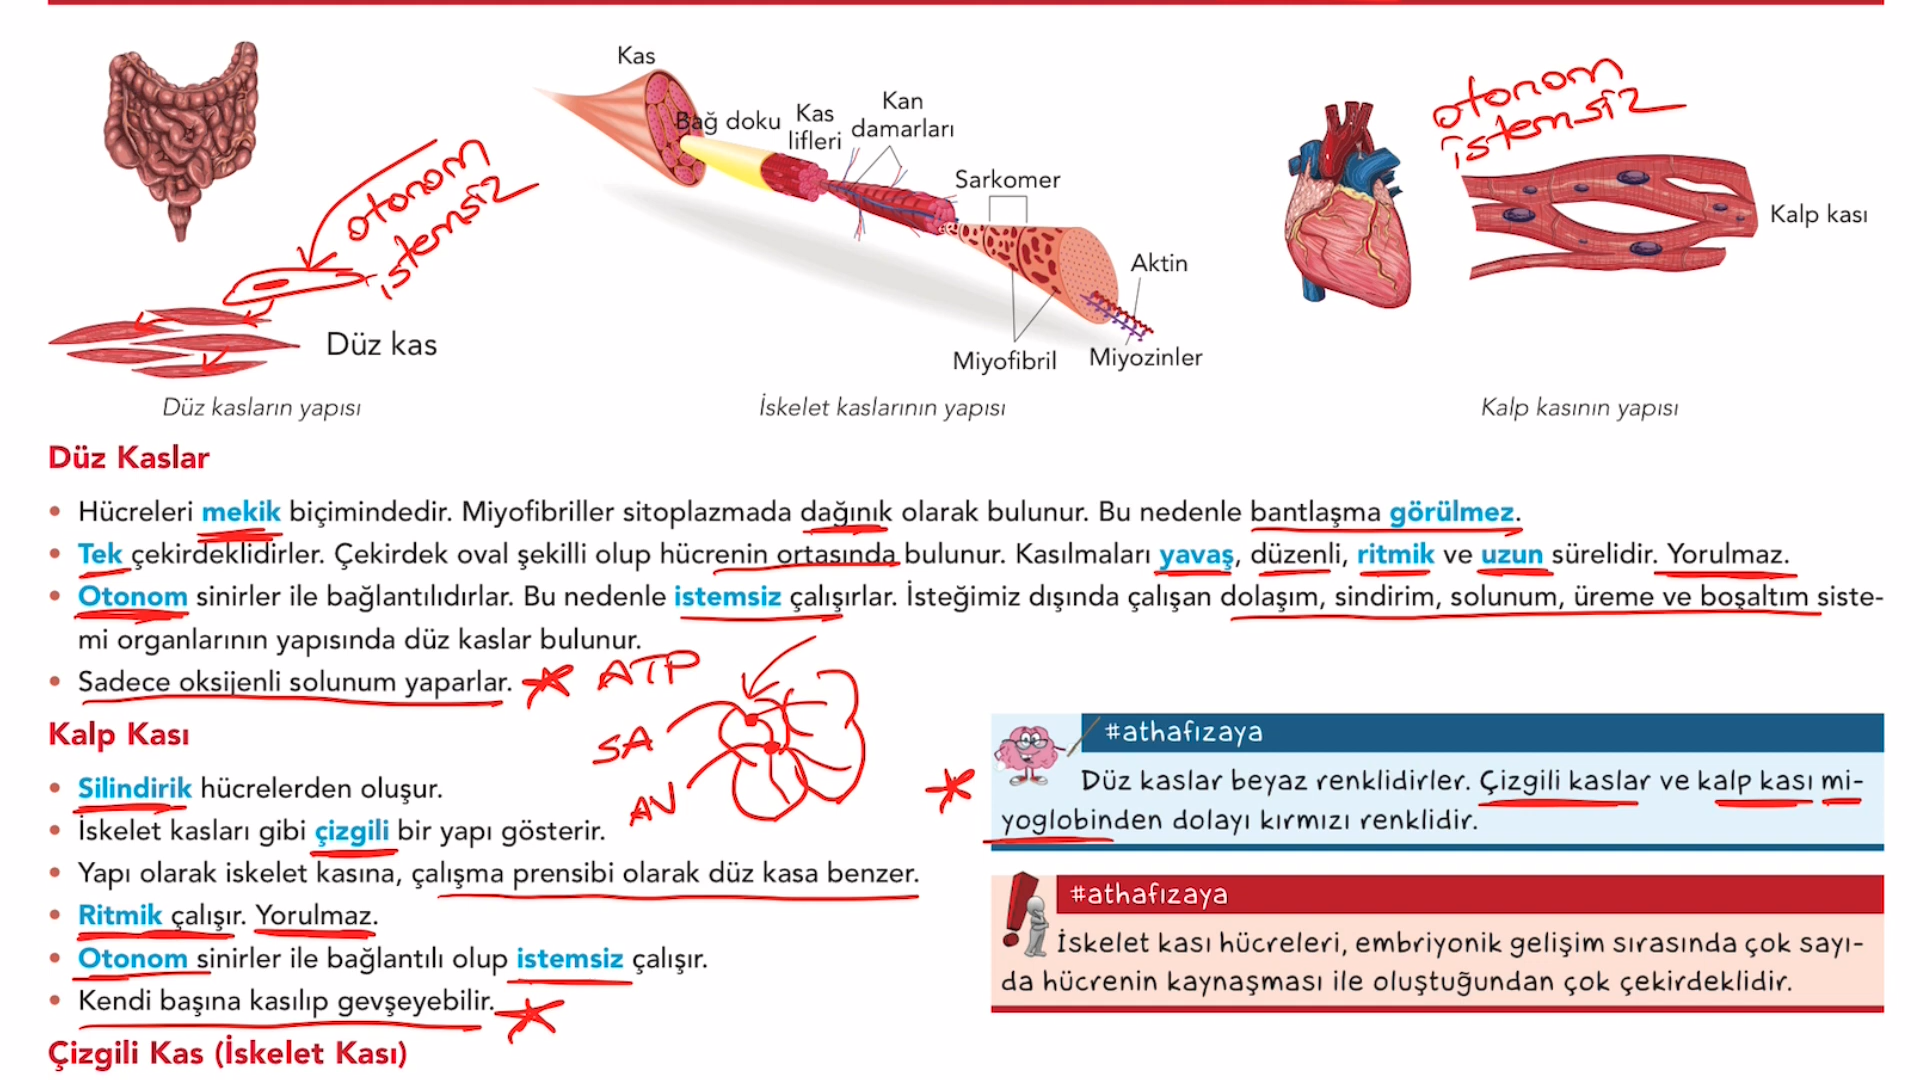 Kas
Bağ doku
Kas
lifleri
Kan
damarları
Sarkomer
Aktin
Miyofibril
Miyozinler
otonom
istemsiz
Düz kas
otonom
istemsiz
Kalp kası
Düz kasların yapısı
İskelet kaslarının yapısı
Kalp kasının yapısı
Düz Kaslar
• Hücreleri mekik biçimindedir. Miyofibriller sitoplazmada dağınık olarak bulunur. Bu nedenle bantlaşma görülmez.
• Tek çekirdeklidirler. Çekirdek oval şekilli olup hücrenin ortasında bulunur. Kasılmaları yavaş, düzenli, ritmik ve uzun sürelidir. Yorulmaz.
• Otonom sinirler ile bağlantılıdırlar. Bu nedenle istemsiz çalışırlar. İsteğimiz dışında çalışan dolaşım, sindirim, solunum, üreme ve boşaltım siste-
mi organlarının yapısında düz kaslar bulunur.
• Sadece oksijenli solunum yaparlar.
ATP
SA
AV
Kalp Kası
• Silindirik hücrelerden oluşur.
• İskelet kasları gibi çizgili bir yapı gösterir.
• Yapı olarak iskelet kasına, çalışma prensibi olarak düz kasa benzer.
• Ritmik çalışır. Yorulmaz.
• Otonom sinirler ile bağlantılı olup istemsiz çalışır.
• Kendi başına kasılıp gevşeyebilir.
#athafızaya
Düz kaslar beyaz renklidirler. Çizgili kaslar ve kalp kası mi-
yoglobinden dolayı kırmızı renklidir.
#athafızaya
İskelet kası hücreleri, embriyonik gelişim sırasında çok sayı-
da hücrenin kaynaşması ile oluştuğundan çok çekirdeklidir.
Çizgili Kas (İskelet Kası)